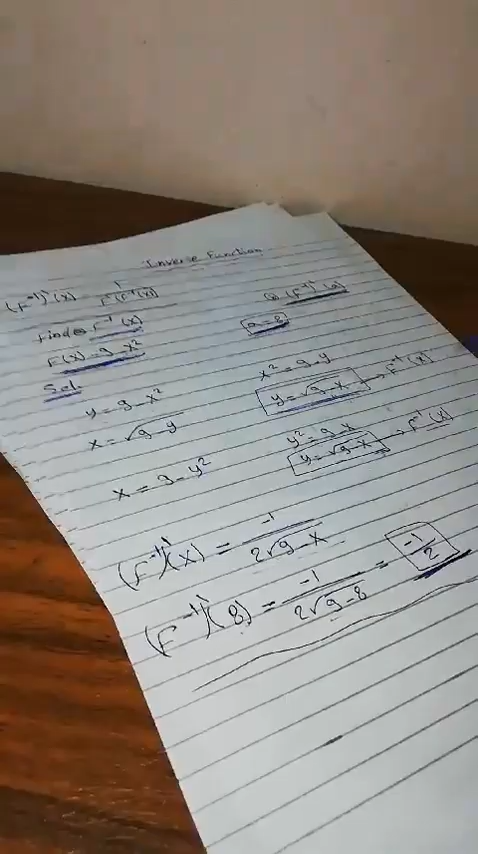 Inverse Function
(F⁻¹)'(x) = 1/F'(F⁻¹(x))
Find ⓐ F⁻¹(x)
ⓑ (F⁻¹)'(a)
F(x) = 9 - x²
a = 8
Sol:
y = 9 - x²
x = √9-y
x = 9 - y²
x² = 9 - y
y = √9-x → F⁻¹(x)
y² = 9-x
y = √9-x → F⁻¹(x)
(F⁻¹)'(x) = -1/2√9-x
(F⁻¹)'(8) = -1/2√9-8 = -1/2